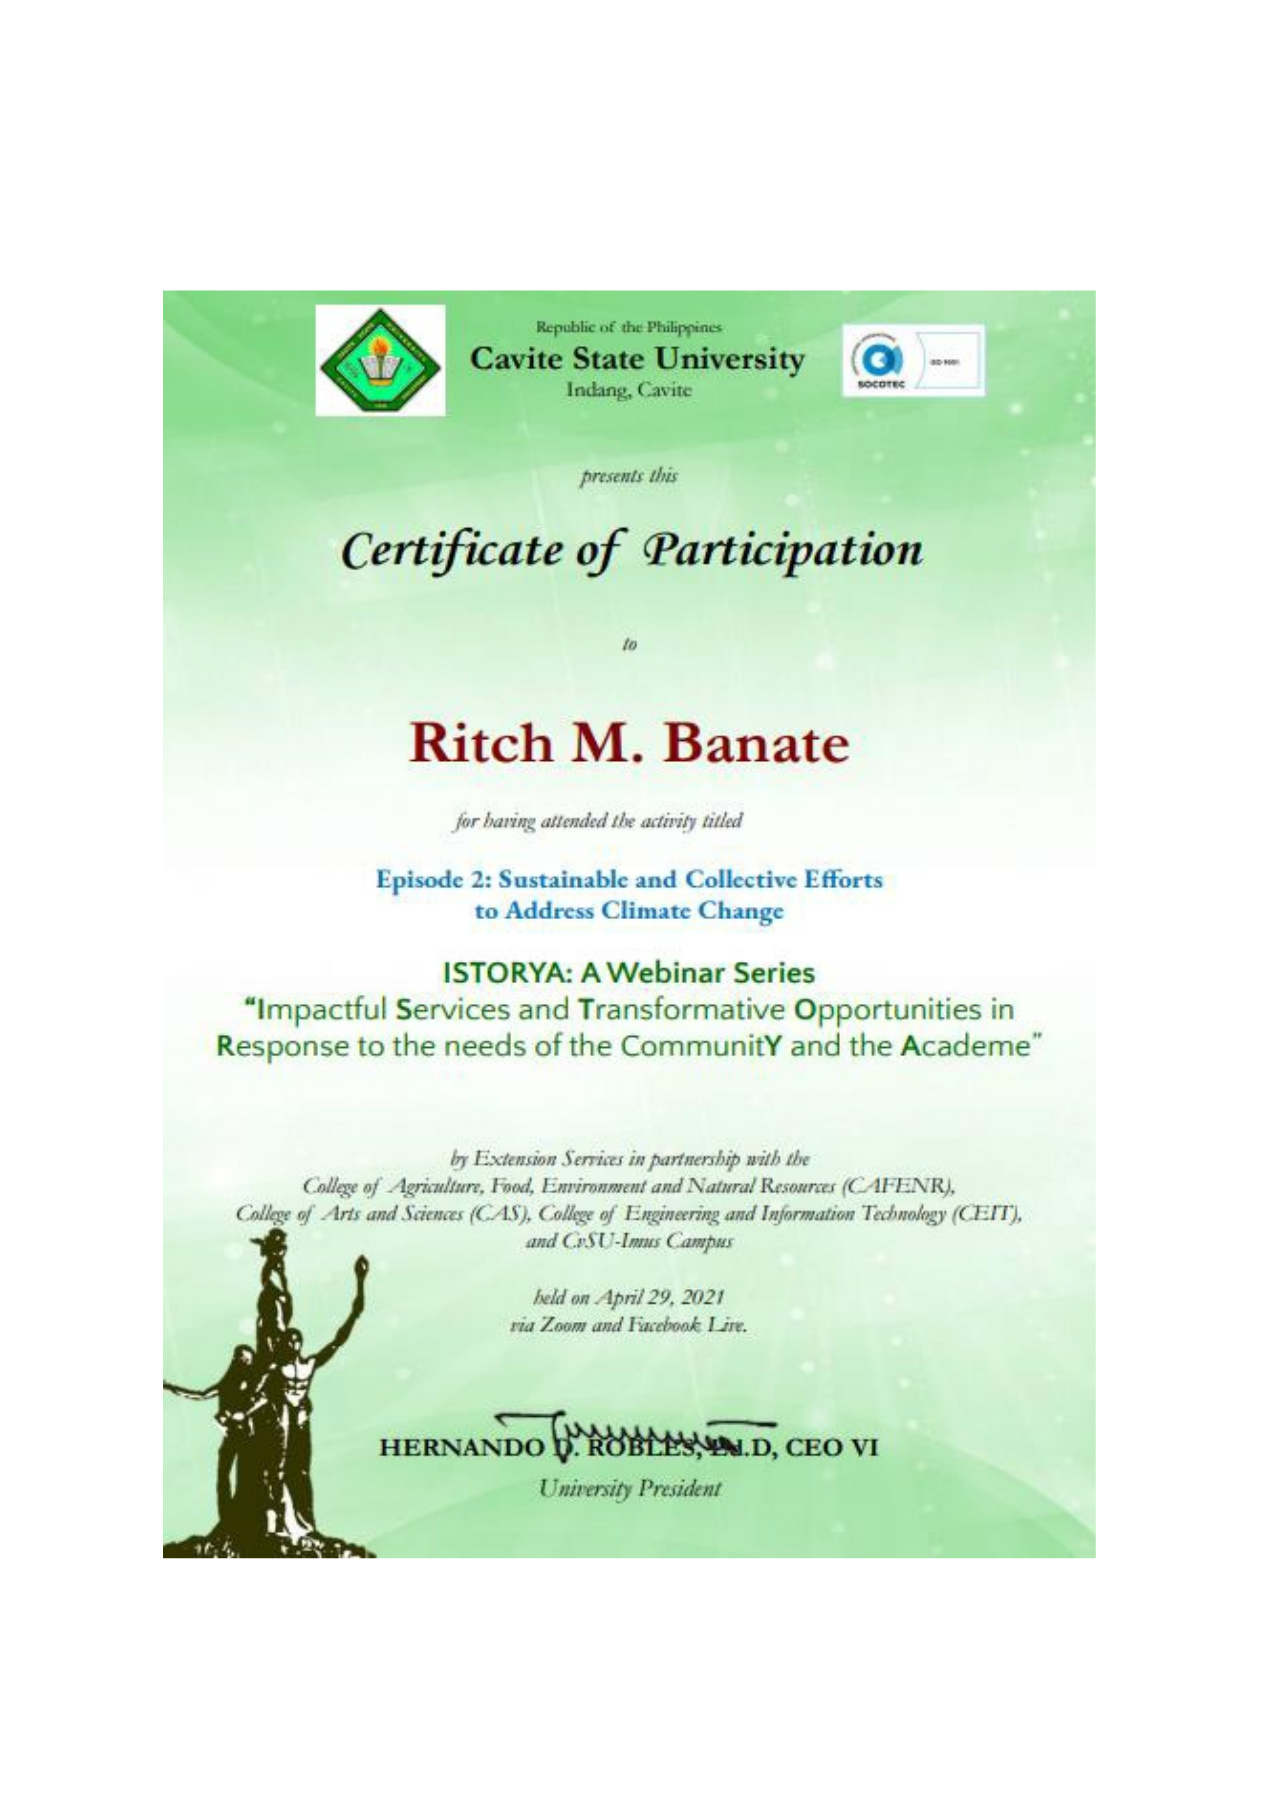 Republic of the Philippines
Cavite State University
Indang, Cavite
SOCOTEC
ISO 9001
presents this
Certificate of Participation
to
Ritch M. Banate
for having attended the activity titled
Episode 2: Sustainable and Collective Efforts
to Address Climate Change
ISTORYA: A Webinar Series
“Impactful Services and Transformative Opportunities in
Response to the needs of the CommunitY and the Academe”
by Extension Services in partnership with the
College of Agriculture, Food, Environment and Natural Resources (CAFENR),
College of Arts and Sciences (CAS), College of Engineering and Information Technology (CEIT),
and CvSU-Imus Campus
held on April 29, 2021
via Zoom and Facebook Live.
HERNANDO D. ROBLES, Ed.D, CEO VI
University President